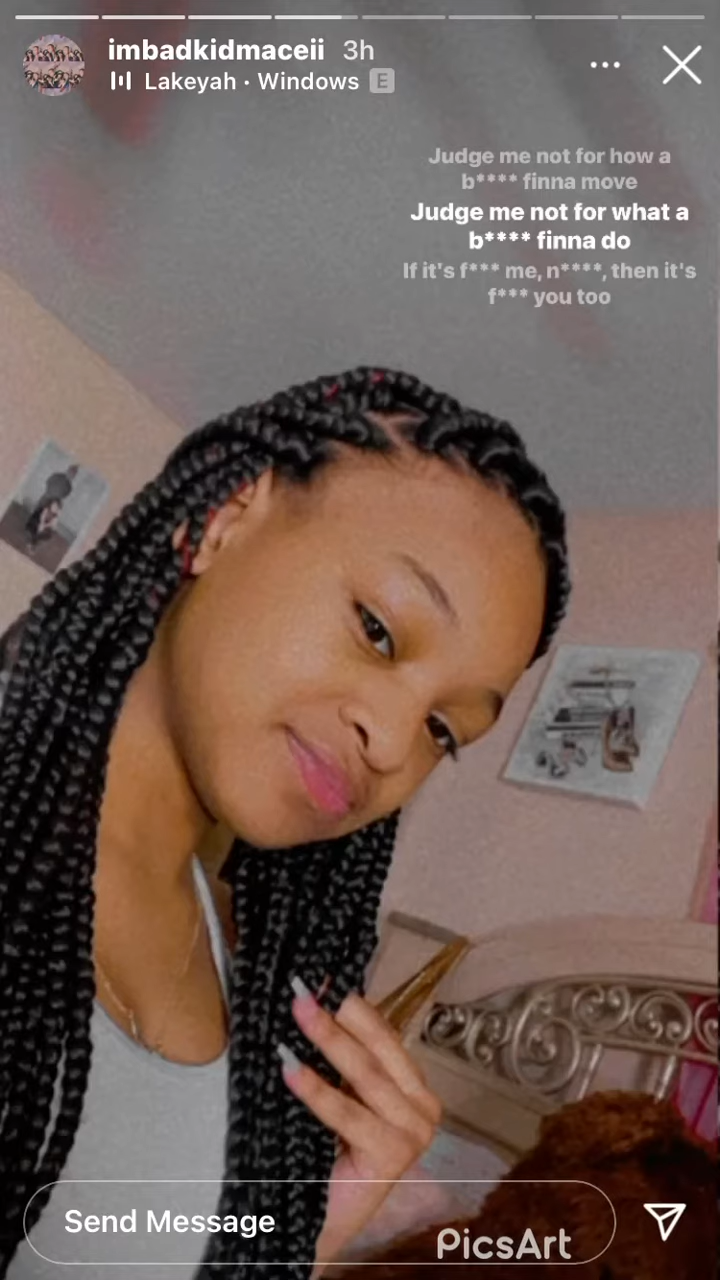 imbadkidmaceii 3h
Lakeyah · Windows E
Judge me not for how a
b**** finna move
Judge me not for what a
b**** finna do
If it's f*** me, n****, then it's
f*** you too
Send Message
PicsArt